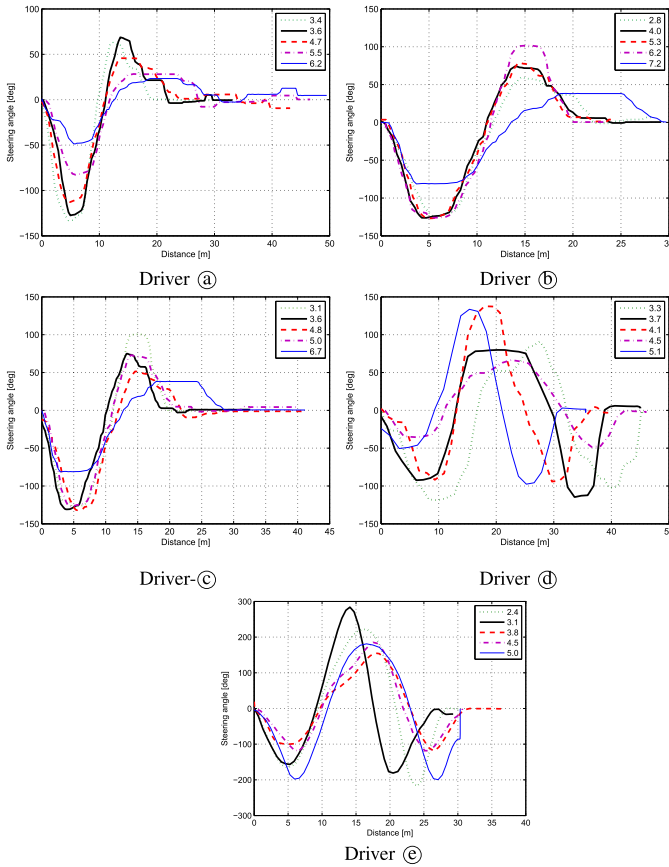 100
50
0
−50
−100
−150
0 10 20 30 40 50
Steering angle [deg]
Distance [m]
3.4
3.6
4.7
5.5
6.2
Driver ⓐ
150
100
50
0
−50
−100
−150
0 5 10 15 20 25 30
Steering angle [deg]
Distance [m]
2.8
4.0
5.3
6.2
7.2
Driver ⓑ
150
100
50
0
−50
−100
−150
0 5 10 15 20 25 30 35 40 45
Steering angle [deg]
Distance [m]
3.1
3.6
4.8
5.0
6.7
Driver-ⓒ
150
100
50
0
−50
−100
−150
0 10 20 30 40 50
Steering angle [deg]
Distance [m]
3.3
3.7
4.1
4.5
5.1
Driver ⓓ
300
200
100
0
−100
−200
−300
0 5 10 15 20 25 30 35 40
Steering angle [deg]
Distance [m]
2.4
3.1
3.8
4.5
5.0
Driver ⓔ